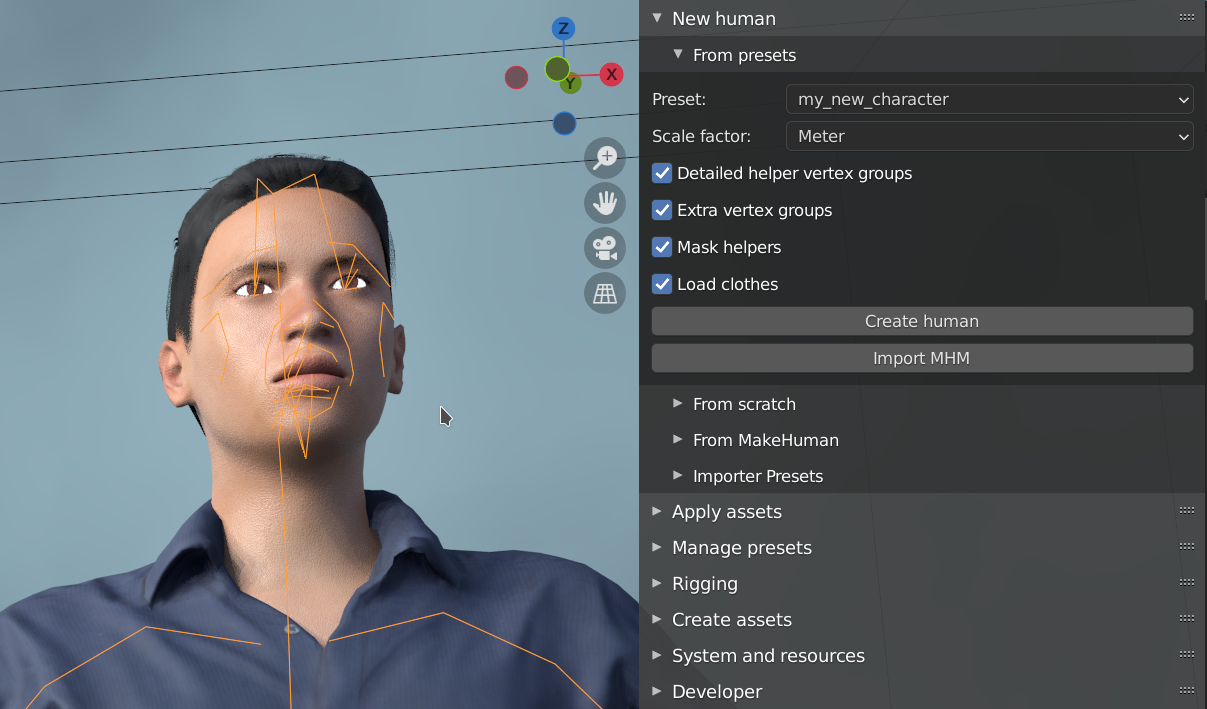 Z
X
Y
New human
From presets
Preset: my_new_character
Scale factor: Meter
Detailed helper vertex groups
Extra vertex groups
Mask helpers
Load clothes
Create human
Import MHM
From scratch
From MakeHuman
Importer Presets
Apply assets
Manage presets
Rigging
Create assets
System and resources
Developer